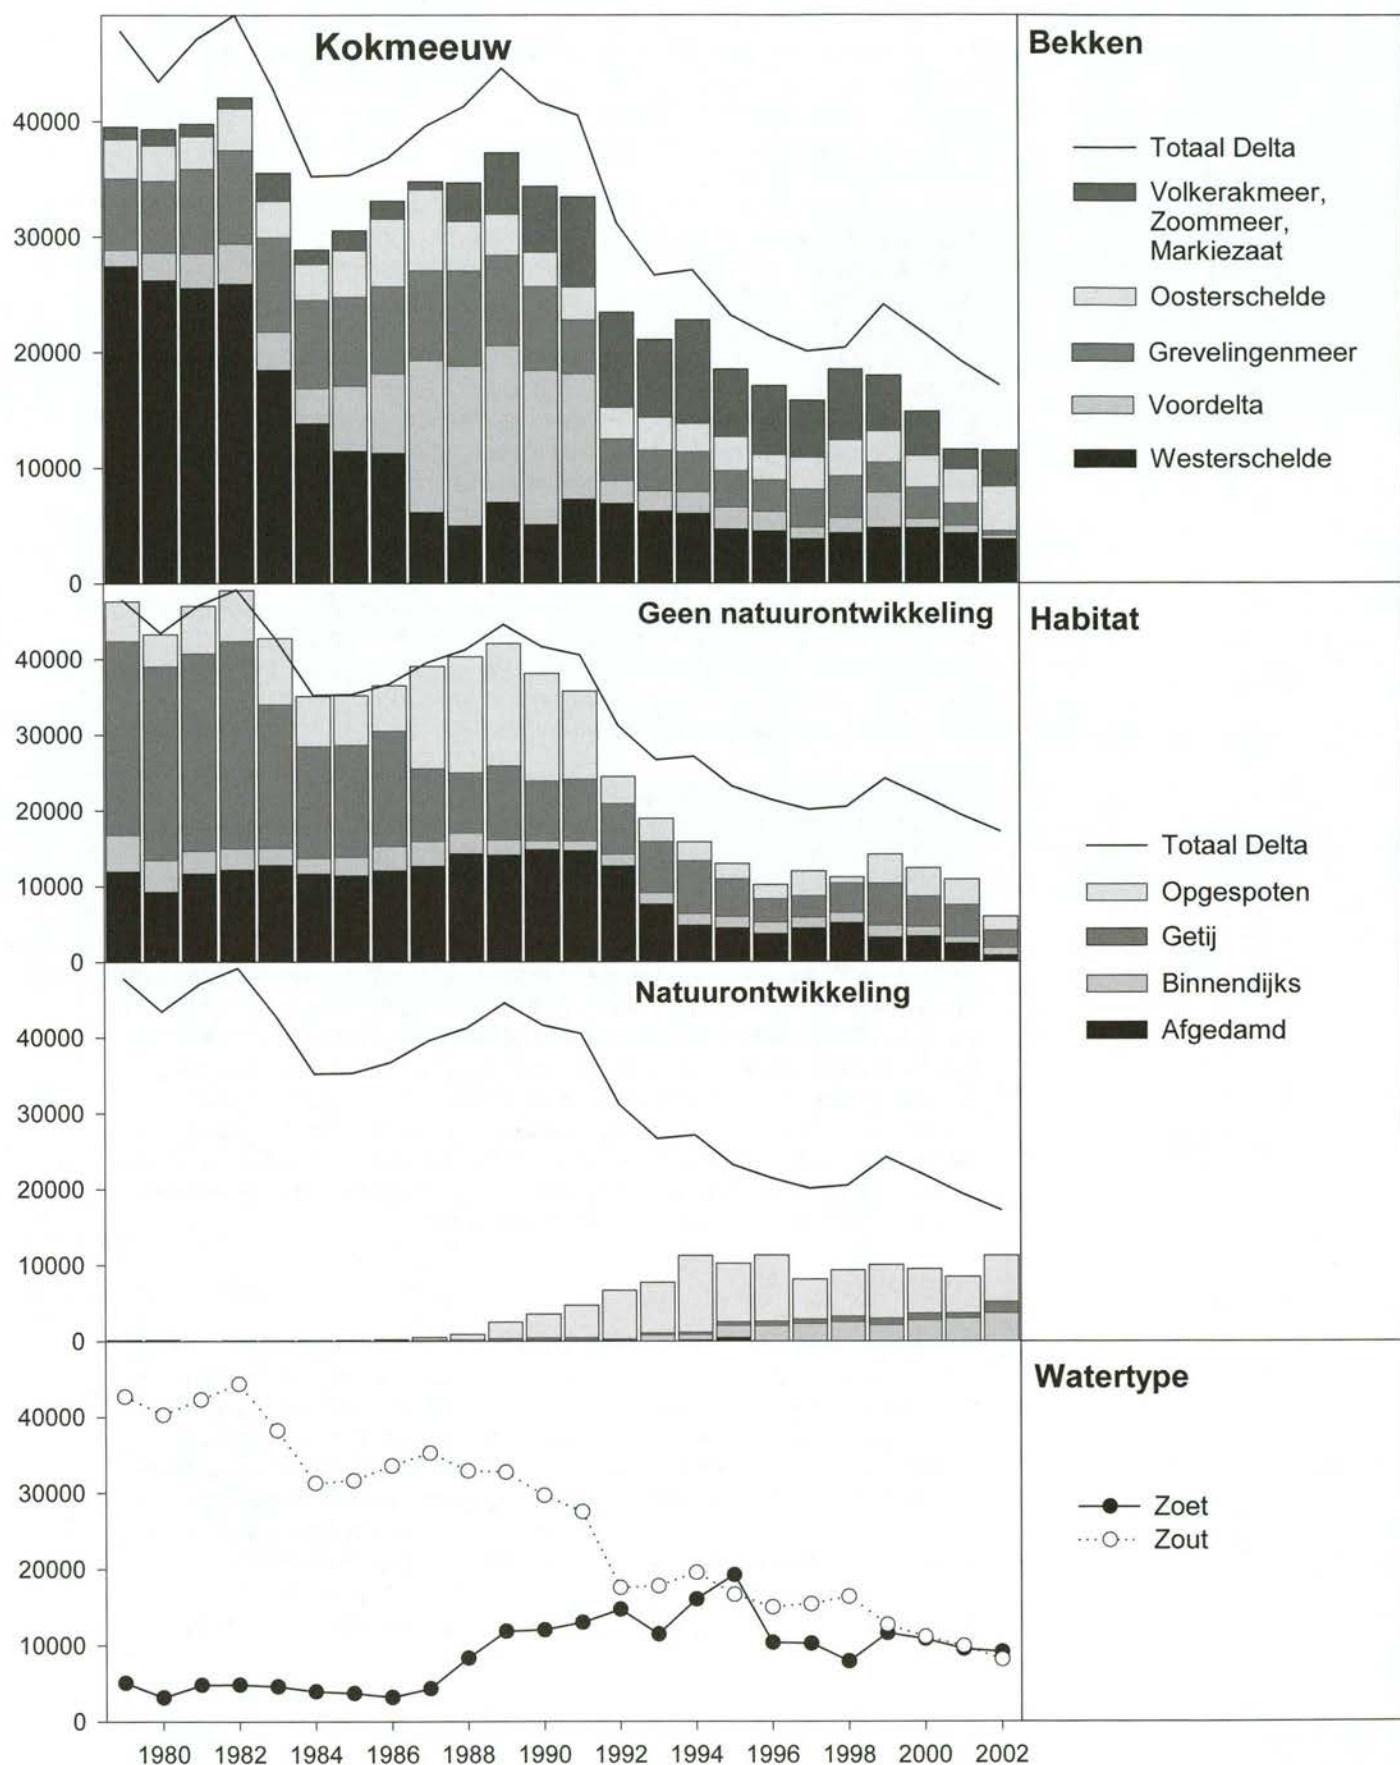 Kokmeeuw
40000
30000
20000
10000
0
Bekken
Totaal Delta
Volkerakmeer,
Zoommeer,
Markiezaat
Oosterschelde
Grevelingenmeer
Voordelta
Westerschelde
Geen natuurontwikkeling
40000
30000
20000
10000
0
Habitat
Totaal Delta
Opgespoten
Getij
Binnendijks
Afgedamd
Natuurontwikkeling
40000
30000
20000
10000
0
Watertype
40000
30000
20000
10000
0
Zoet
Zout
1980 1982 1984 1986 1988 1990 1992 1994 1996 1998 2000 2002